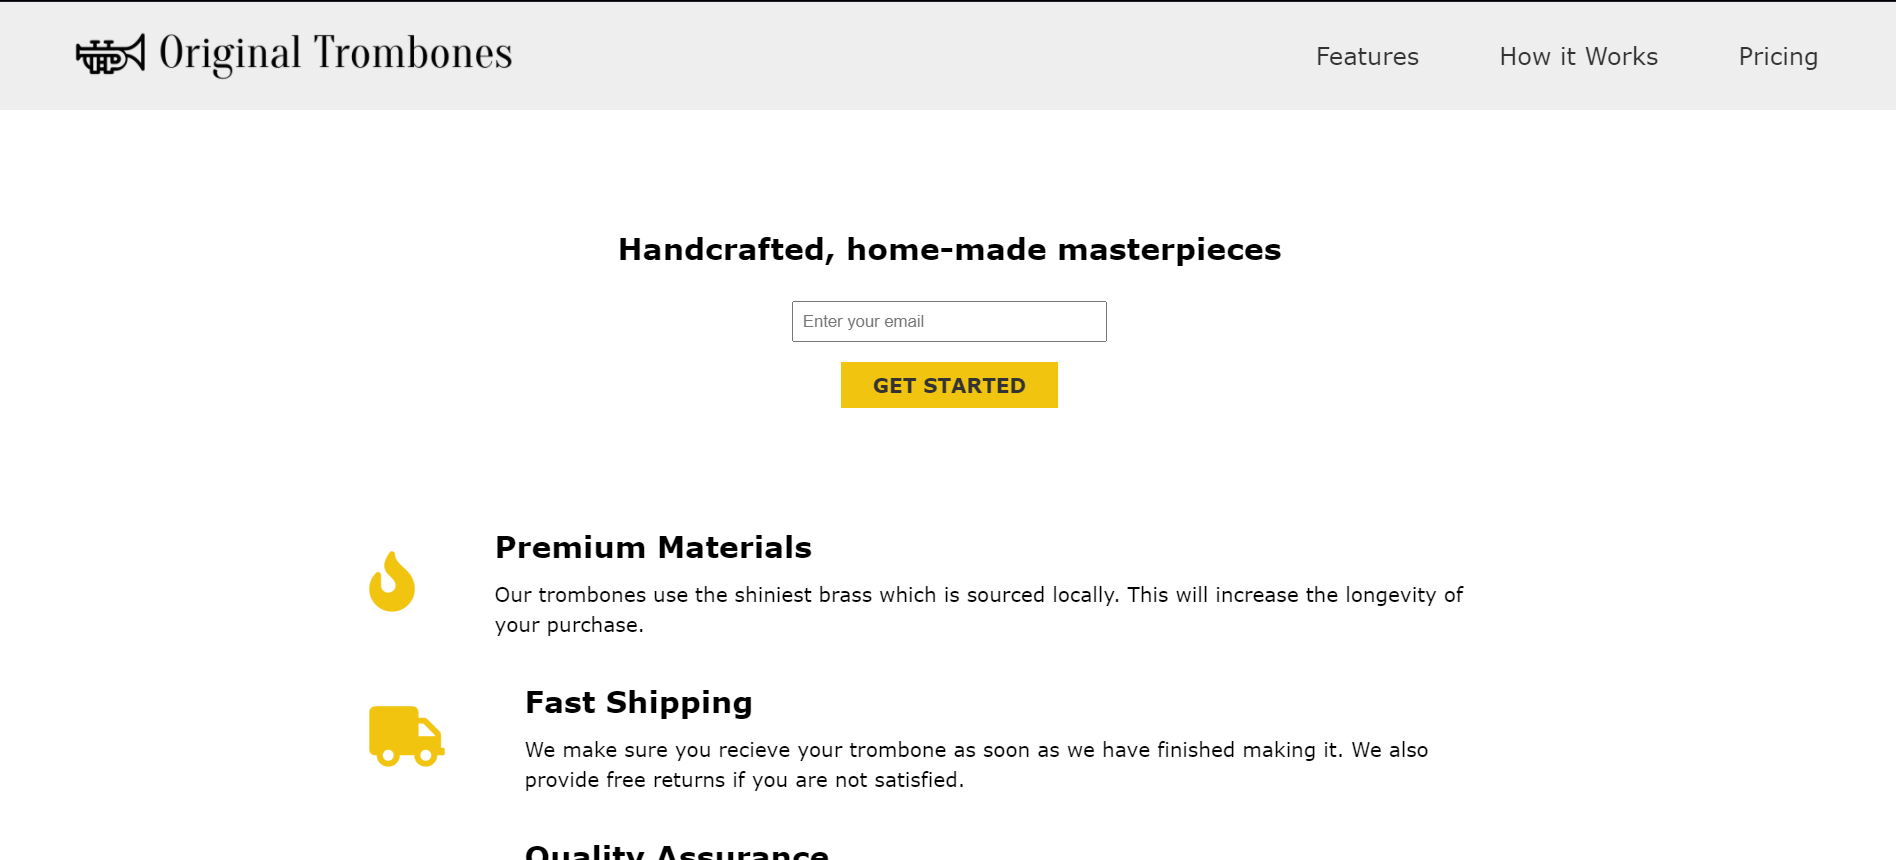 Original Trombones
Features
How it Works
Pricing
Handcrafted, home-made masterpieces
Enter your email
GET STARTED
Premium Materials
Our trombones use the shiniest brass which is sourced locally. This will increase the longevity of
your purchase.
Fast Shipping
We make sure you recieve your trombone as soon as we have finished making it. We also
provide free returns if you are not satisfied.
Quality Assurance